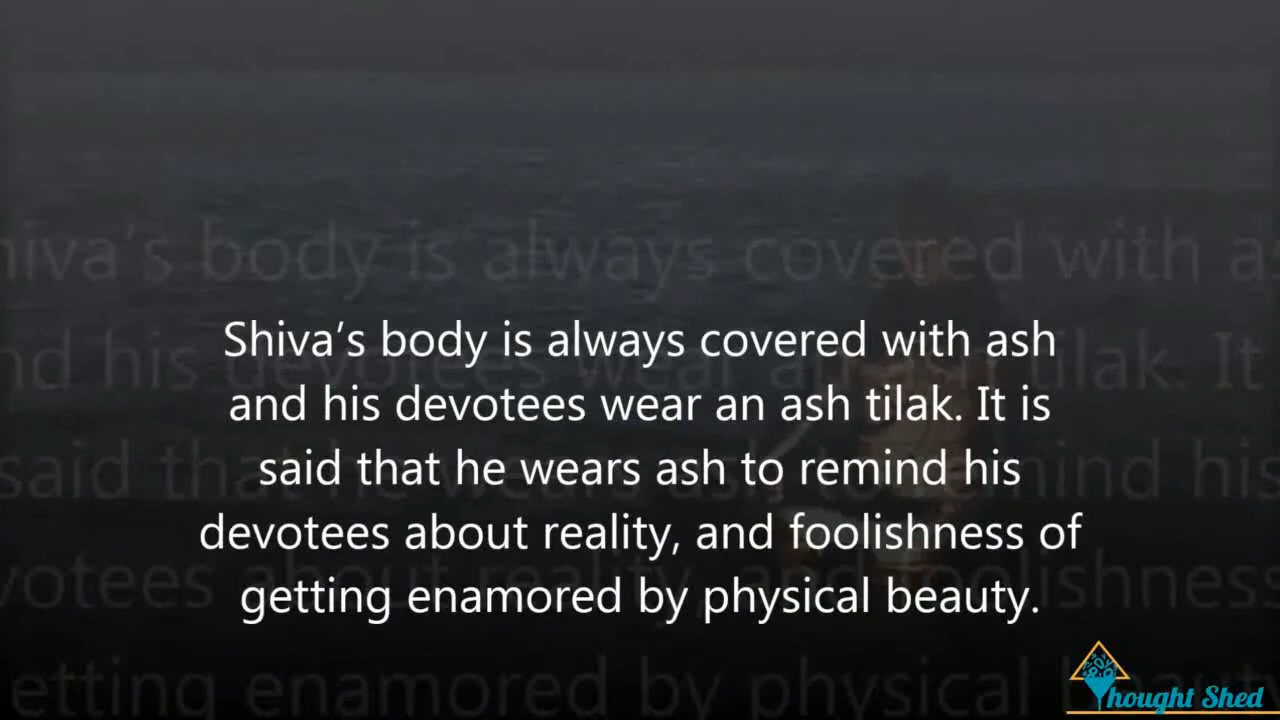 Shiva’s body is always covered with ash
and his devotees wear an ash tilak. It is
said that he wears ash to remind his
devotees about reality, and foolishness of
getting enamored by physical beauty.
Thought Shed